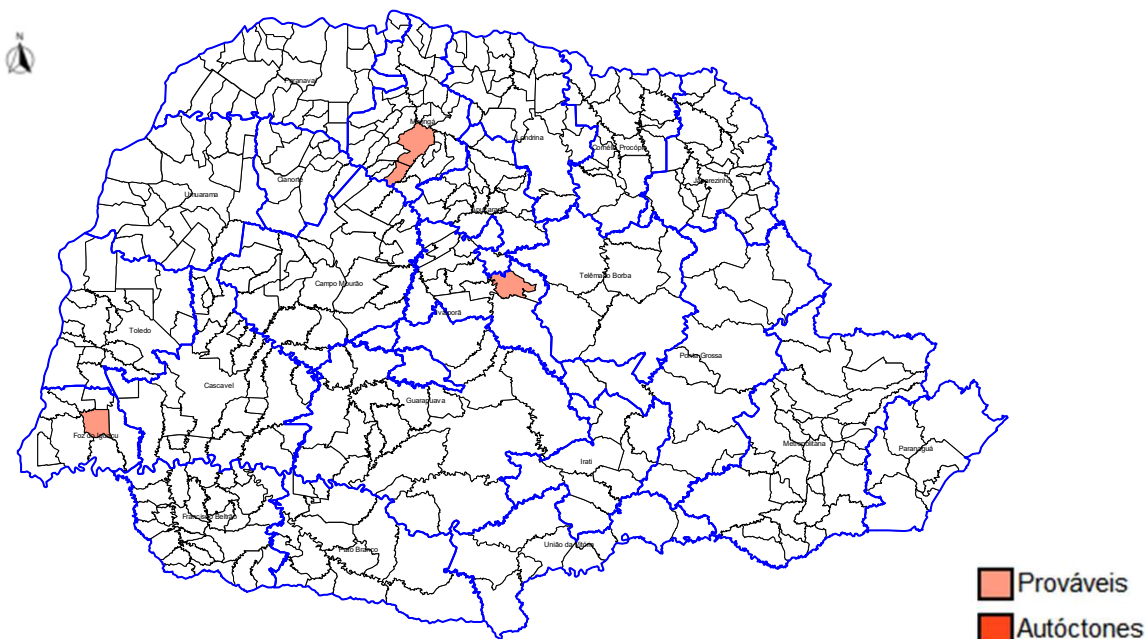 N
Paranavaí
Maringá
Londrina
Cornélio Procópio
Jacarezinho
Cianorte
Umuarama
Apucarana
Telêmaco Borba
Campo Mourão
Ivaiporã
Toledo
Ponta Grossa
Cascavel
Guarapuava
Foz do Iguaçu
Metropolitana
Paranaguá
Irati
Francisco Beltrão
Pato Branco
União da Vitória
Prováveis
Autóctones